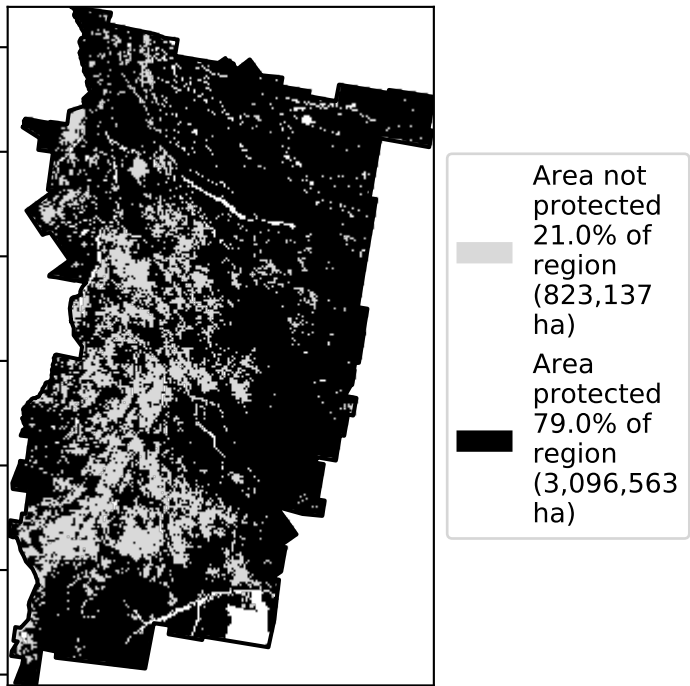 Area not
protected
21.0% of
region
(823,137
ha)
Area
protected
79.0% of
region
(3,096,563
ha)